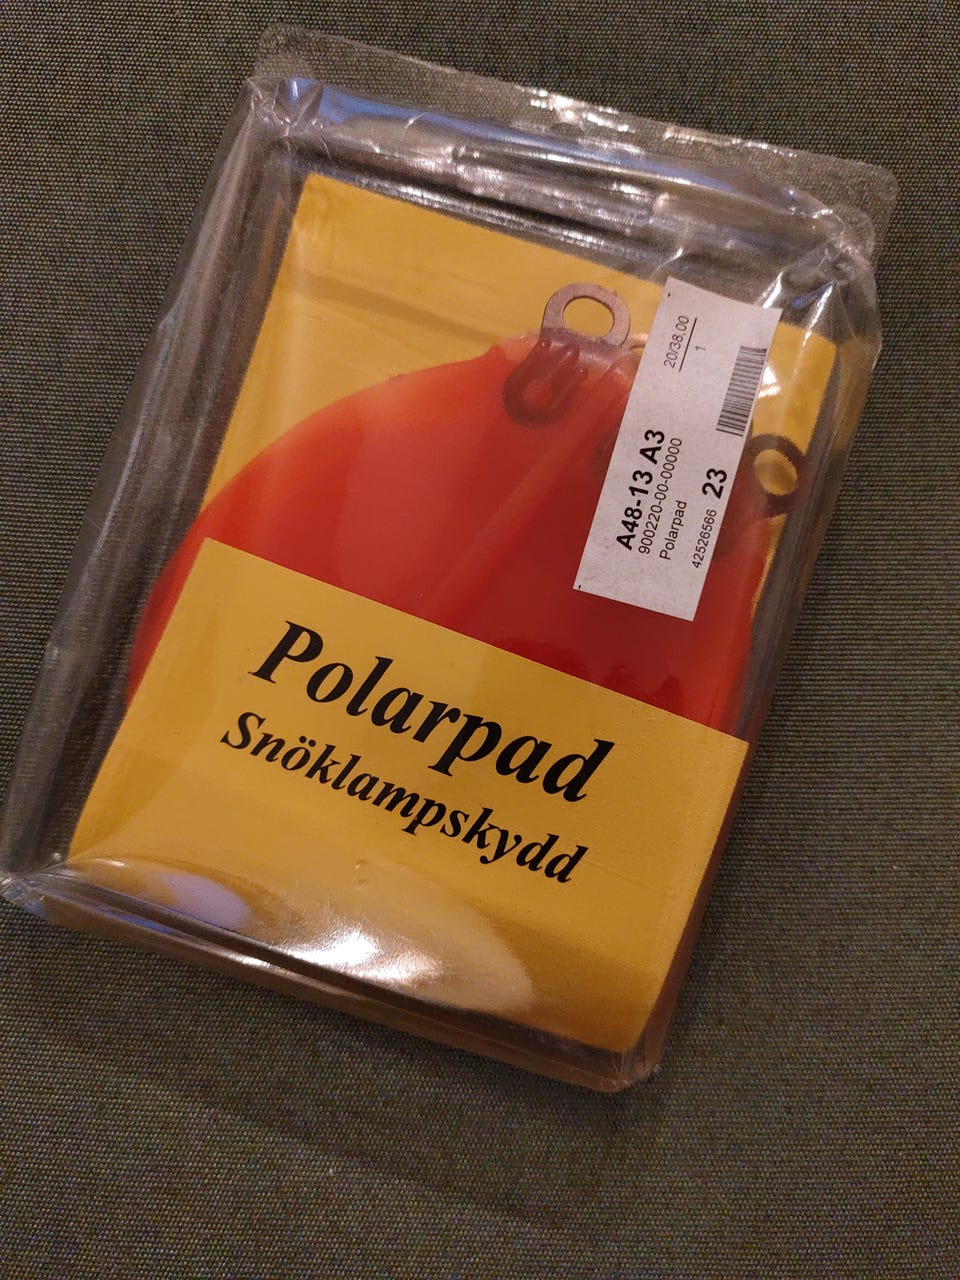 20/38,00
1
A48-13 A3
900220-00-00000
Polarpad
42526566 23
Polarpad
Snöklampskydd